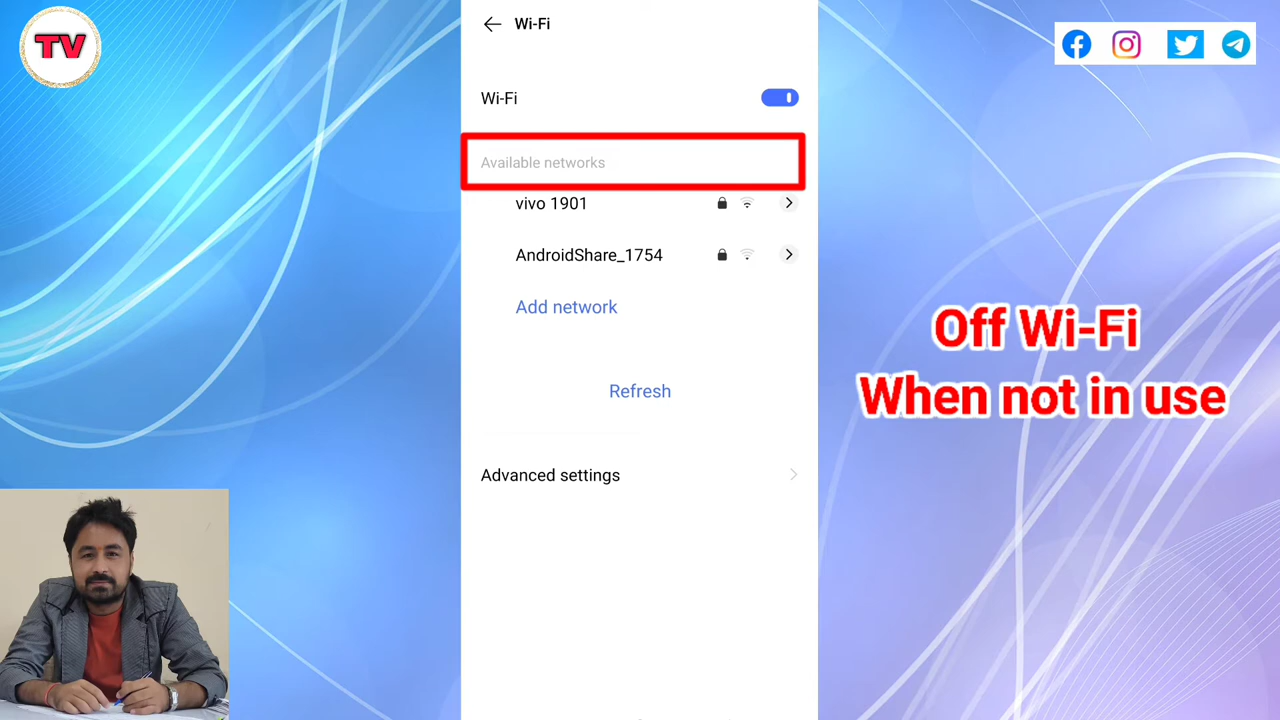 TV
Wi-Fi
Wi-Fi
Available networks
vivo 1901
AndroidShare_1754
Add network
Refresh
Advanced settings
Off Wi-Fi
When not in use